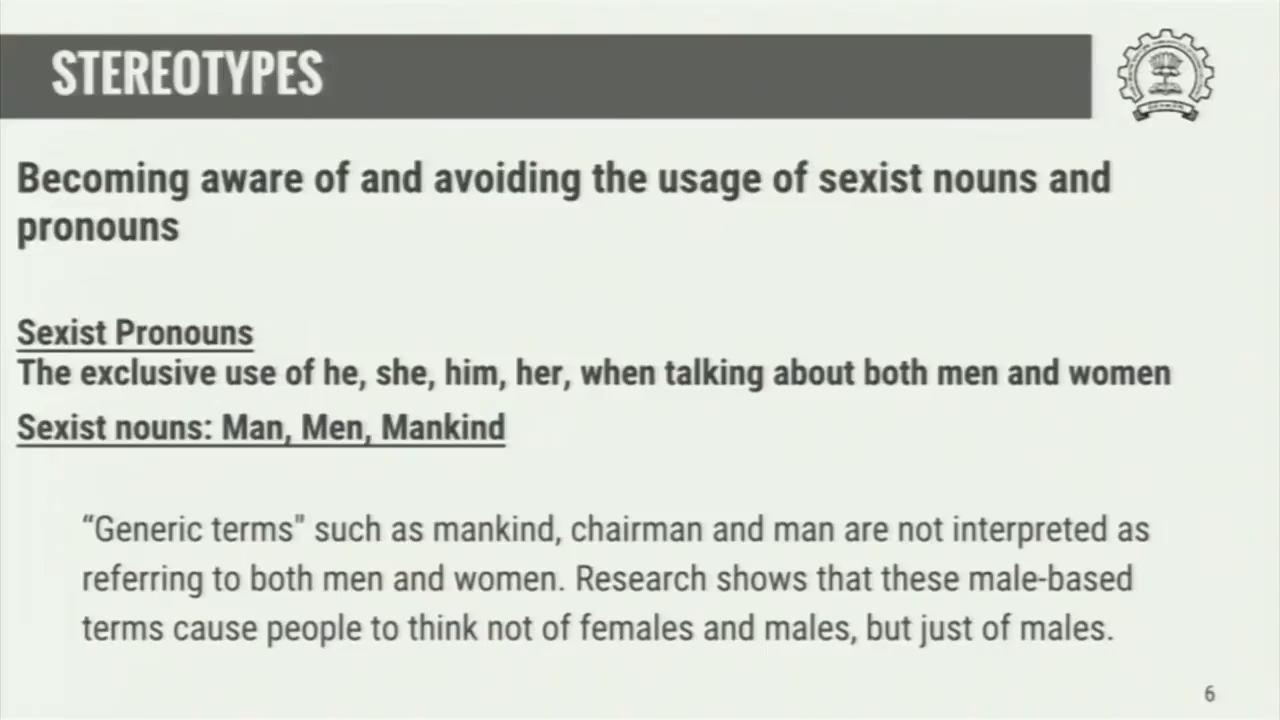 STEREOTYPES
Becoming aware of and avoiding the usage of sexist nouns and
pronouns
Sexist Pronouns
The exclusive use of he, she, him, her, when talking about both men and women
Sexist nouns: Man, Men, Mankind
“Generic terms" such as mankind, chairman and man are not interpreted as
referring to both men and women. Research shows that these male-based
terms cause people to think not of females and males, but just of males.
6